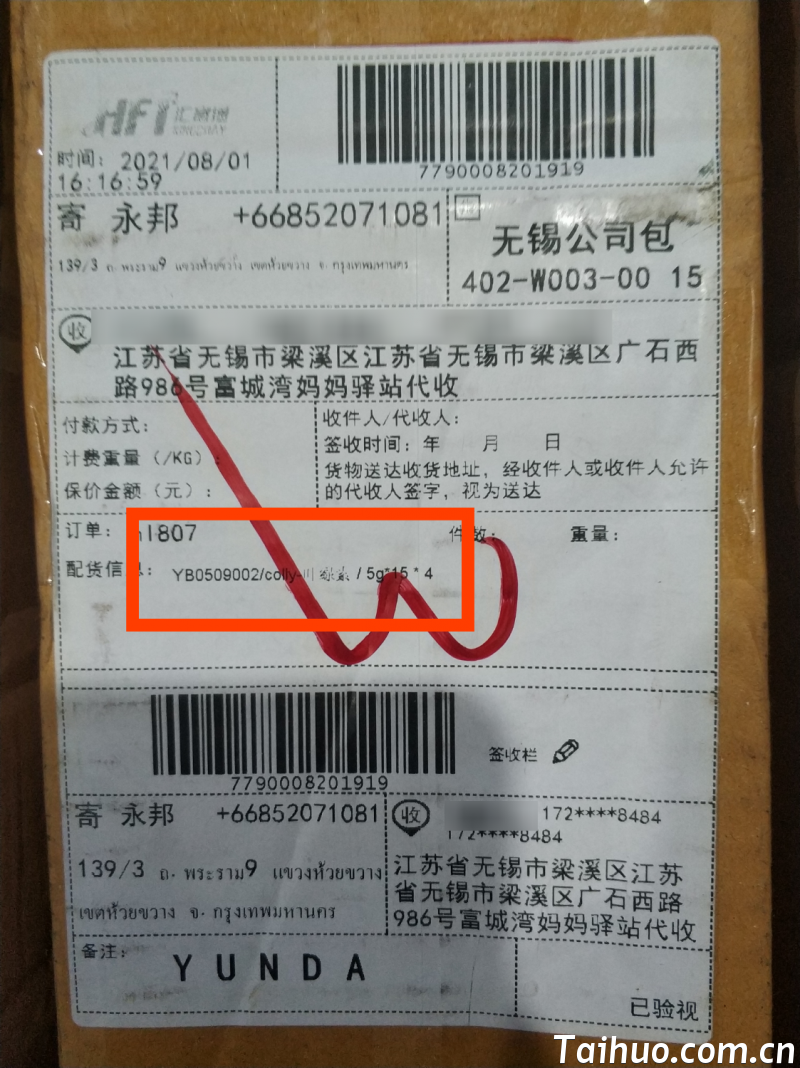 汇富通
时间: 2021/08/01
16:16:59
7790008201919
寄 永邦 +66852071081
139/3 ถ. พระราม9 แขวงห้วยขวาง เขตห้วยขวาง จ. กรุงเทพมหานคร
无锡公司包
402-W003-00 15
收
江苏省无锡市梁溪区江苏省无锡市梁溪区广石西
路986号富城湾妈妈驿站代收
付款方式:
计费重量(/KG):
保价金额(元):
收件人/代收人:
签收时间: 年 月 日
货物送达收货地址, 经收件人或收件人允许
的代收人签字, 视为送达
订单: 1807 件数: 重量:
配货信息: YB0509002/colly-叶绿素 / 5g*15 * 4
7790008201919
签收栏
寄 永邦 +66852071081
139/3 ถ. พระราม9 แขวงห้วยขวาง
เขตห้วยขวาง จ. กรุงเทพมหานคร
收 172****8484
172****8484
江苏省无锡市梁溪区江苏
省无锡市梁溪区广石西路
986号富城湾妈妈驿站代收
备注:
YUNDA
已验视
Taihuo.com.cn